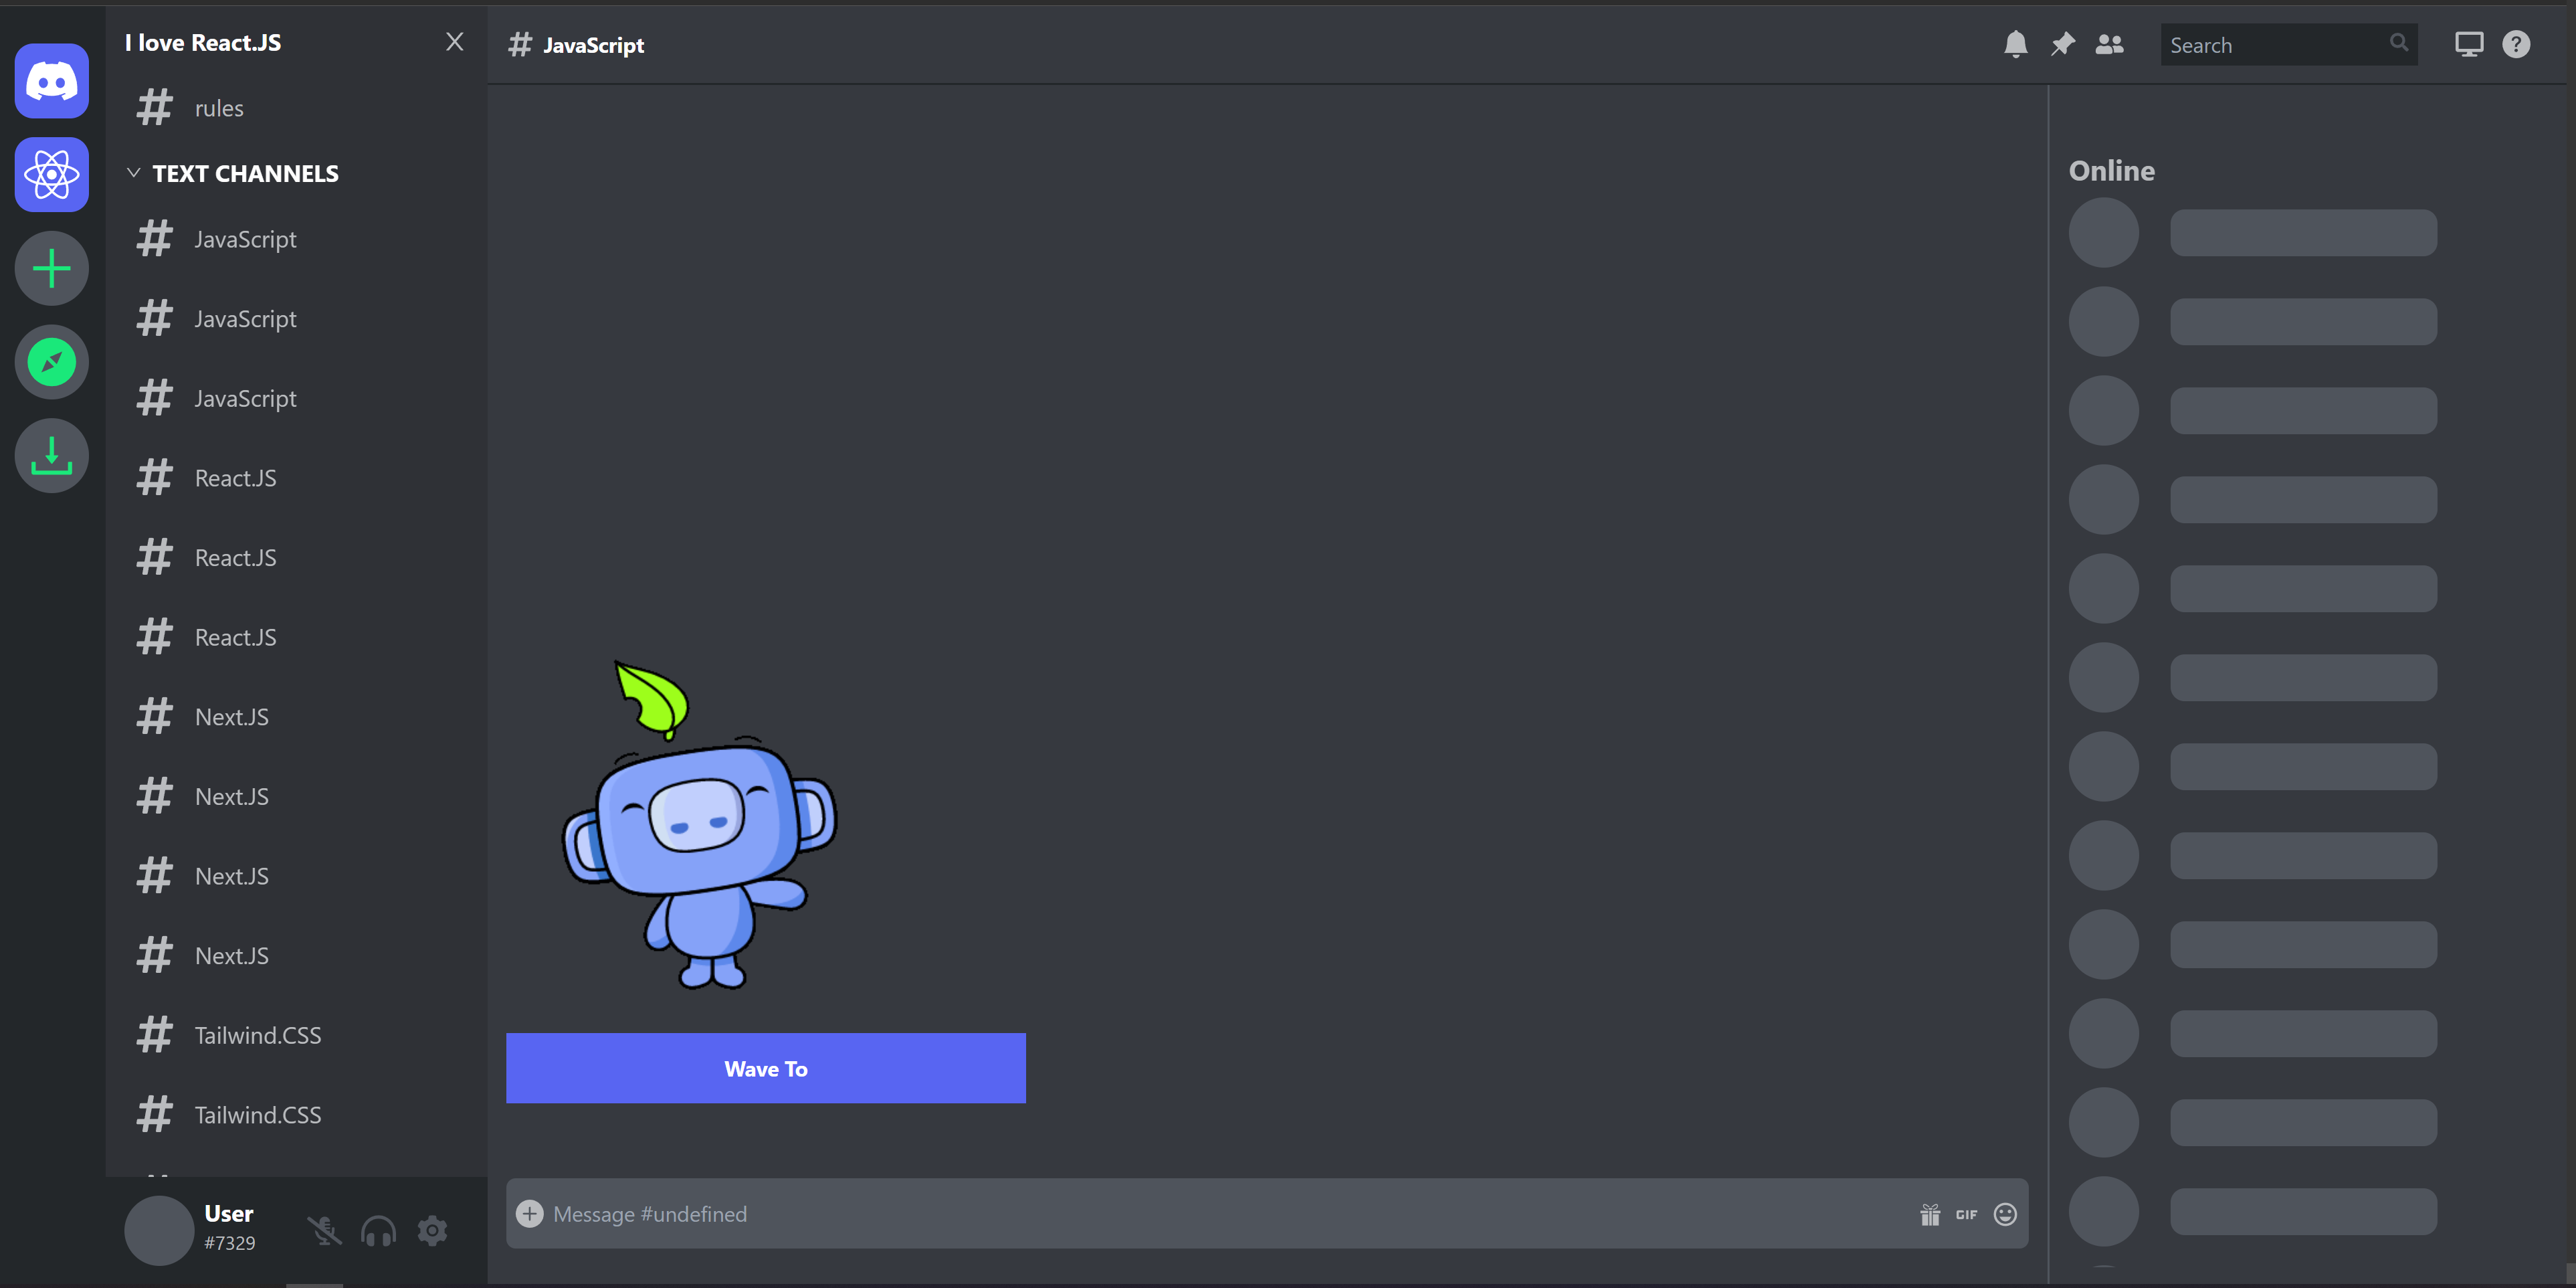 I love React.JS
rules
TEXT CHANNELS
JavaScript
JavaScript
JavaScript
React.JS
React.JS
React.JS
Next.JS
Next.JS
Next.JS
Next.JS
Tailwind.CSS
Tailwind.CSS
User
#7329
# JavaScript
Search
Wave To
Message #undefined
GIF
Online